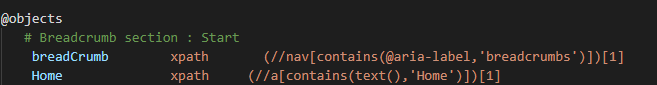 @objects
# Breadcrumb section : Start
breadCrumb xpath (//nav[contains(@aria-label,'breadcrumbs')])[1]
Home xpath (//a[contains(text(),'Home')])[1]